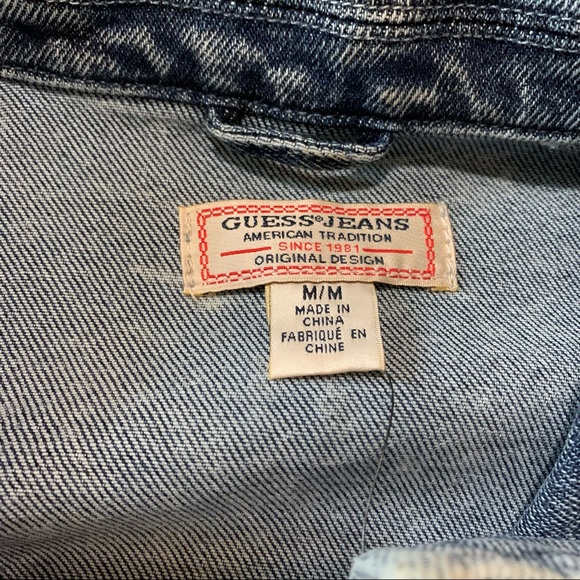 GUESS® JEANS
AMERICAN TRADITION
SINCE 1981
ORIGINAL DESIGN
M/M
MADE IN
CHINA
FABRIQUÉ EN
CHINE